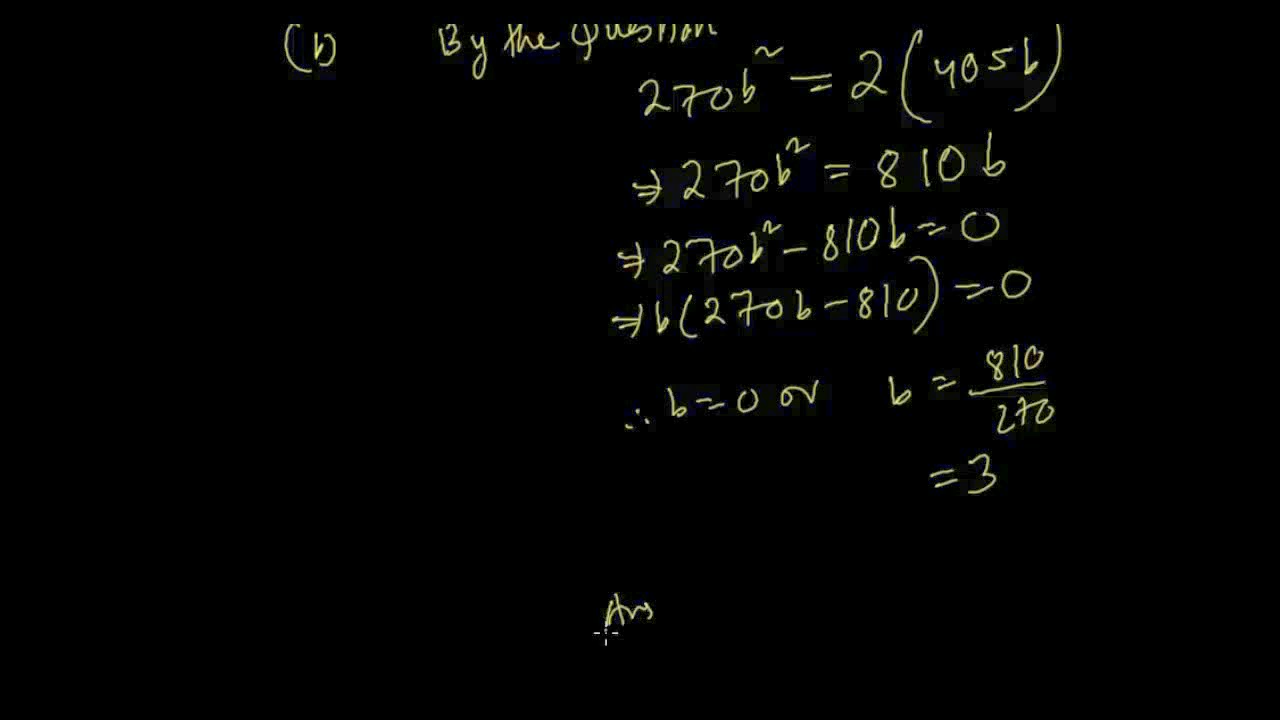 (b) By the Question
270b² = 2(405b)
⇒ 270b² = 810b
⇒ 270b² - 810b = 0
⇒ b(270b - 810) = 0
∴ b = 0 or b = 810/270
= 3
Ans